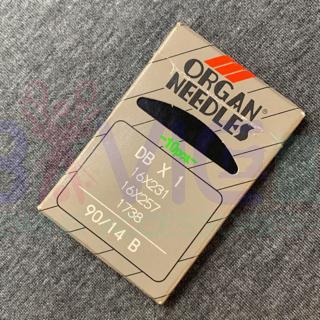 ORGAN®
NEEDLES
-10pcs-
DB X 1
16X231
16X257
1738
90/14 B